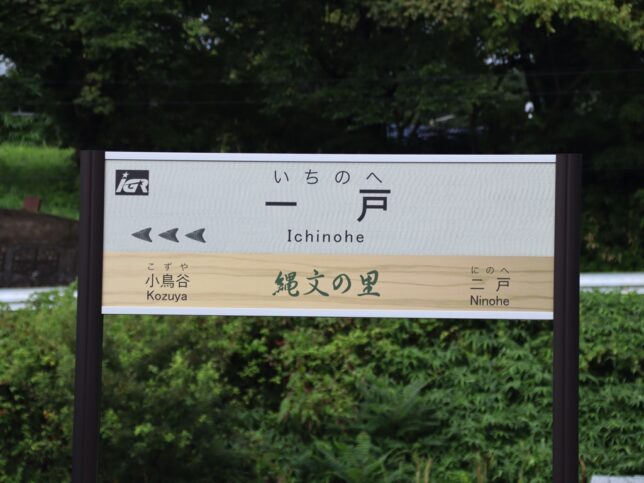 IGR
いちのへ
一戸
Ichinohe
こずや
小鳥谷
Kozuya
縄文の里
にのへ
二戸
Ninohe